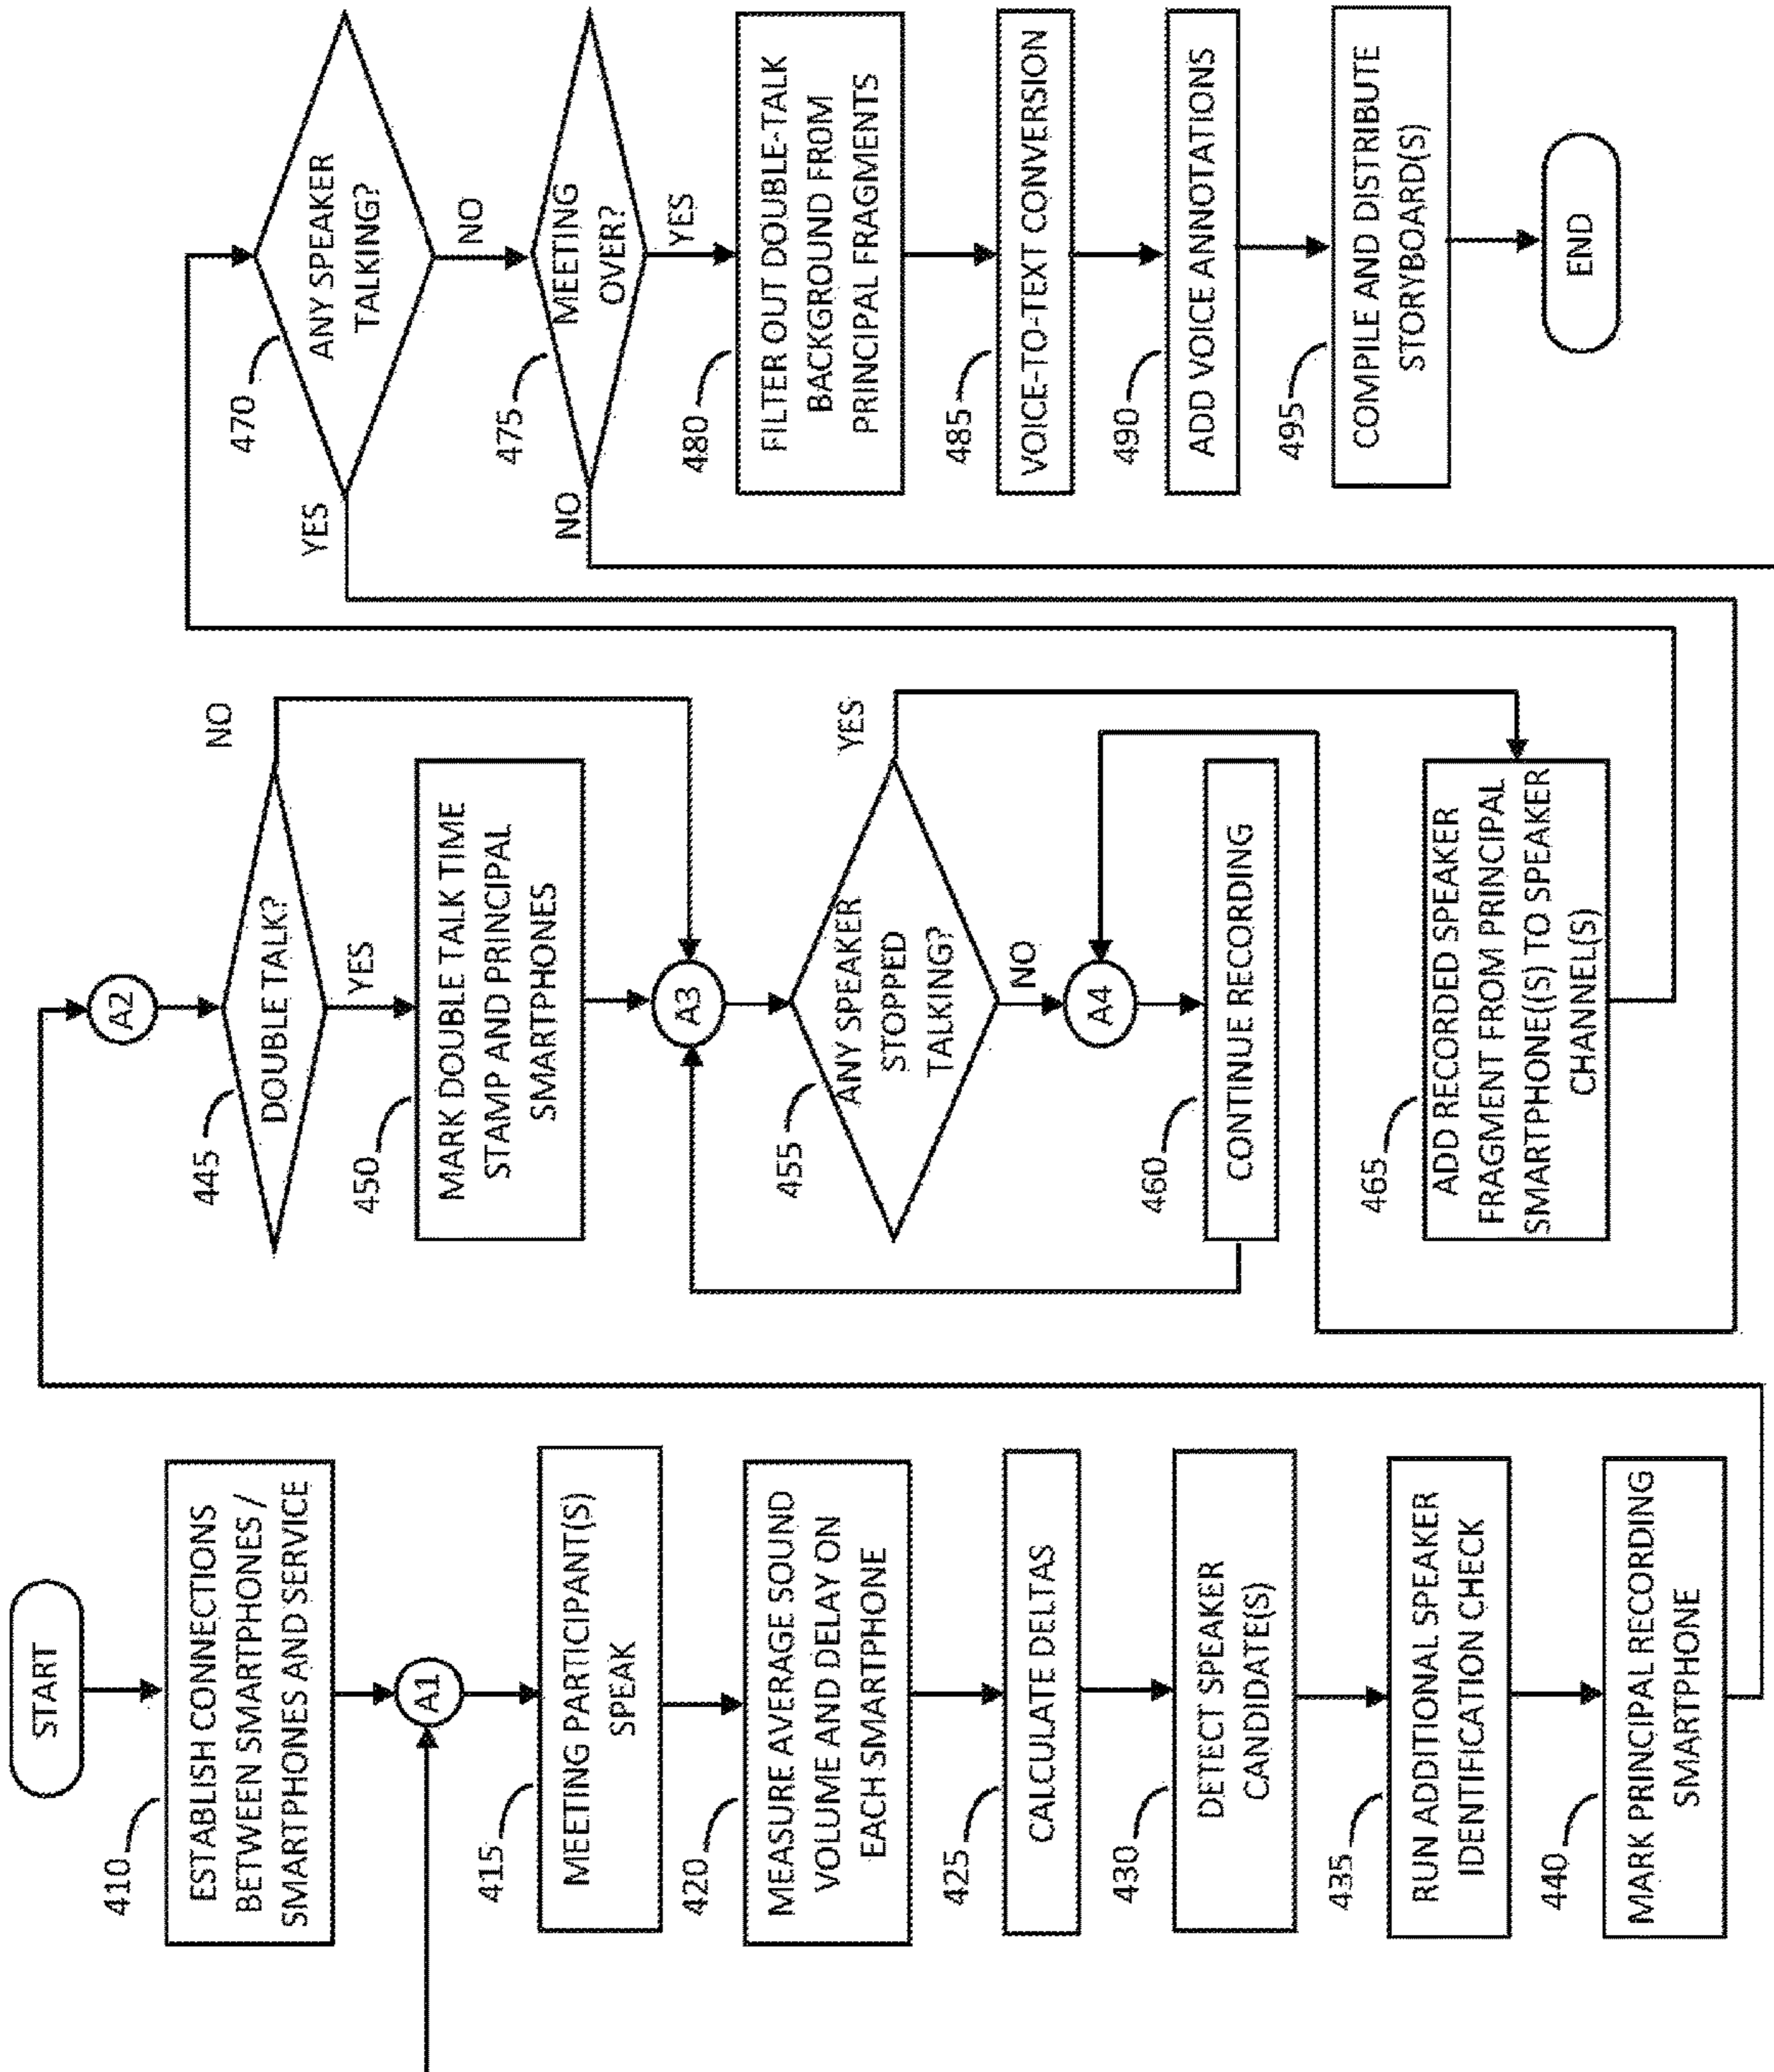 START
410
ESTABLISH CONNECTIONS
BETWEEN SMARTPHONES /
SMARTPHONES AND SERVICE
A1
415
MEETING PARTICIPANT(S)
SPEAK
420
MEASURE AVERAGE SOUND
VOLUME AND DELAY ON
EACH SMARTPHONE
425
CALCULATE DELTAS
430
DETECT SPEAKER
CANDIDATE(S)
435
RUN ADDITIONAL SPEAKER
IDENTIFICATION CHECK
440
MARK PRINCIPAL RECORDING
SMARTPHONE
A2
445
DOUBLE TALK?
NO
YES
450
MARK DOUBLE TALK TIME
STAMP AND PRINCIPAL
SMARTPHONES
A3
455
ANY SPEAKER
STOPPED
TALKING?
YES
NO
A4
460
CONTINUE RECORDING
465
ADD RECORDED SPEAKER
FRAGMENT FROM PRINCIPAL
SMARTPHONE((S) TO SPEAKER
CHANNEL(S)
470
ANY SPEAKER
TALKING?
YES
NO
475
MEETING
OVER?
NO
YES
480
FILTER OUT DOUBLE-TALK
BACKGROUND FROM
PRINCIPAL FRAGMENTS
485
VOICE-TO-TEXT CONVERSION
490
ADD VOICE ANNOTATIONS
495
COMPILE AND DISTRIBUTE
STORYBOARD(S)
END